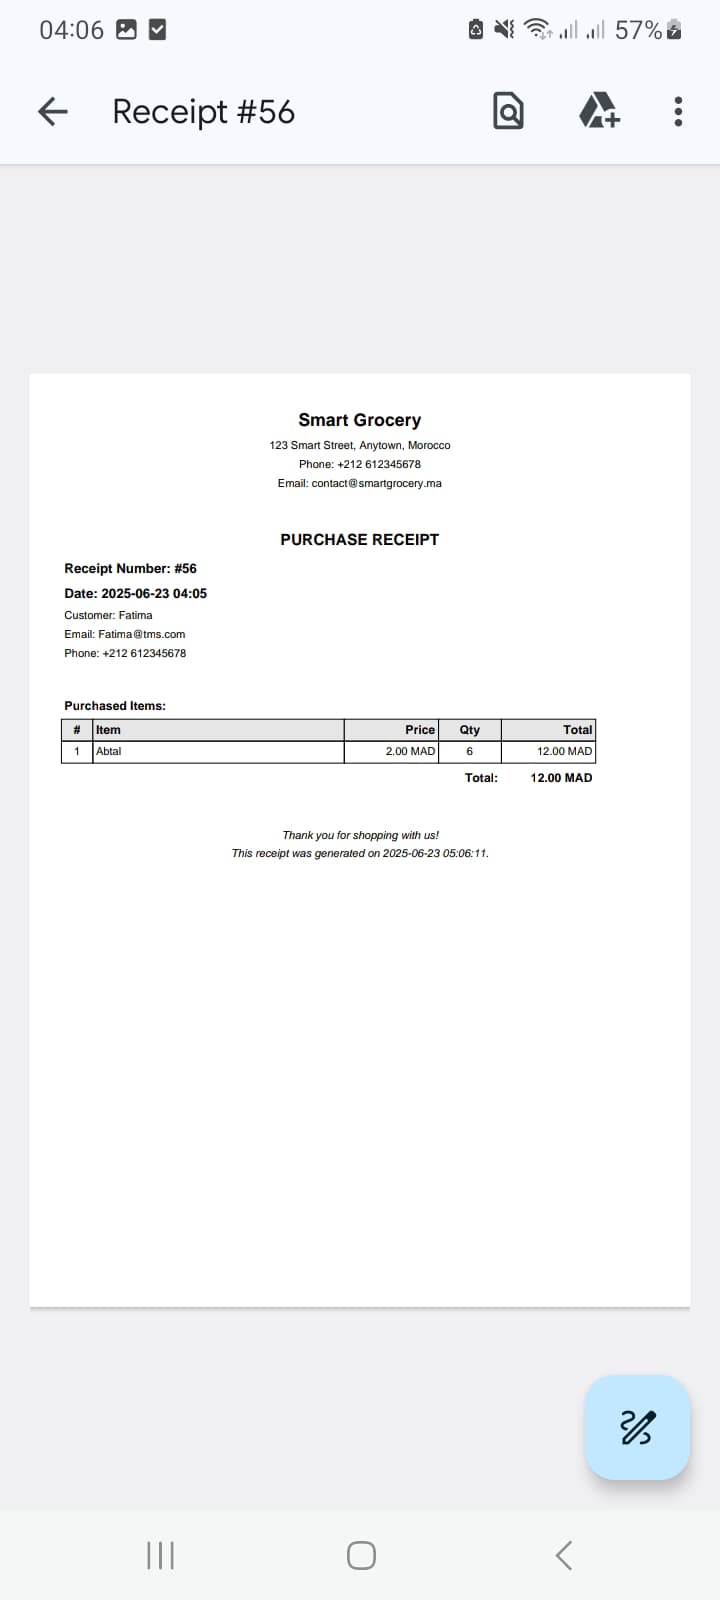 04:06 57%
Receipt #56
Smart Grocery
123 Smart Street, Anytown, Morocco
Phone: +212 612345678
Email: contact@smartgrocery.ma
PURCHASE RECEIPT
Receipt Number: #56
Date: 2025-06-23 04:05
Customer: Fatima
Email: Fatima@tms.com
Phone: +212 612345678
Purchased Items:
# Item Price Qty Total
1 Abtal 2.00 MAD 6 12.00 MAD
Total: 12.00 MAD
Thank you for shopping with us!
This receipt was generated on 2025-06-23 05:06:11.